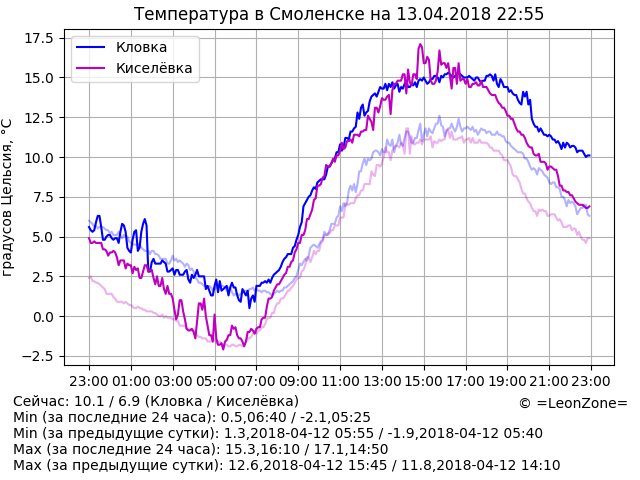 Температура в Смоленске на 13.04.2018 22:55
градусов Цельсия, °C
17.5
15.0
12.5
10.0
7.5
5.0
2.5
0.0
−2.5
Кловка
Киселёвка
23:00 01:00 03:00 05:00 07:00 09:00 11:00 13:00 15:00 17:00 19:00 21:00 23:00
Сейчас: 10.1 / 6.9 (Кловка / Киселёвка)
© =LeonZone=
Min (за последние 24 часа): 0.5,06:40 / -2.1,05:25
Min (за предыдущие сутки): 1.3,2018-04-12 05:55 / -1.9,2018-04-12 05:40
Max (за последние 24 часа): 15.3,16:10 / 17.1,14:50
Max (за предыдущие сутки): 12.6,2018-04-12 15:45 / 11.8,2018-04-12 14:10